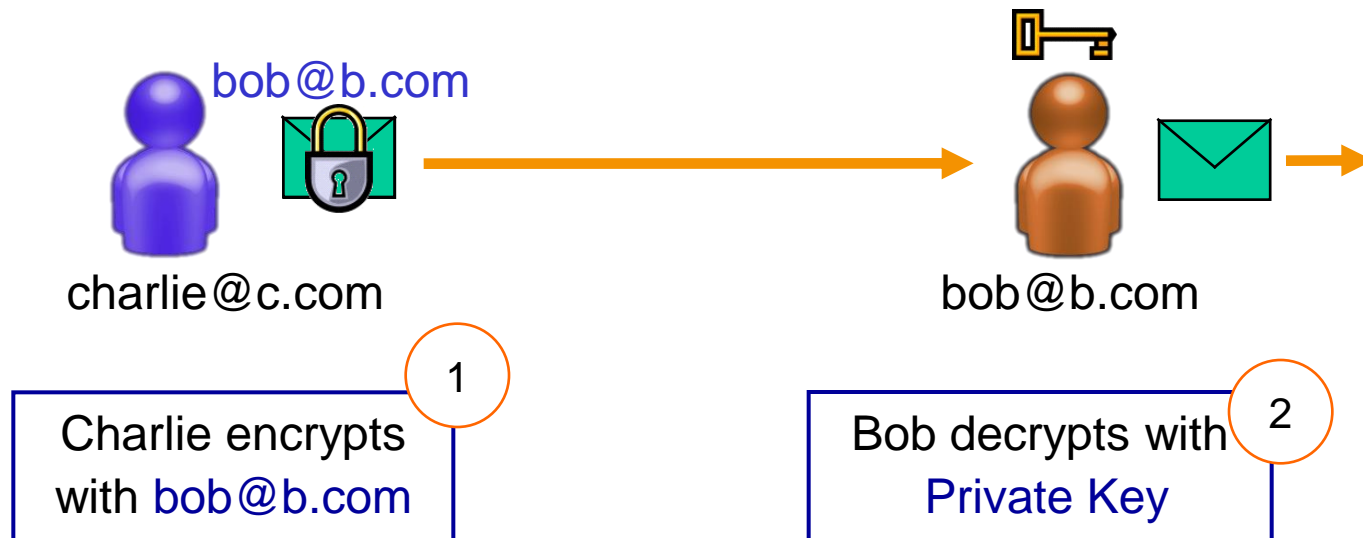 bob@b.com
charlie@c.com
bob@b.com
1
Charlie encrypts
with bob@b.com
2
Bob decrypts with
Private Key